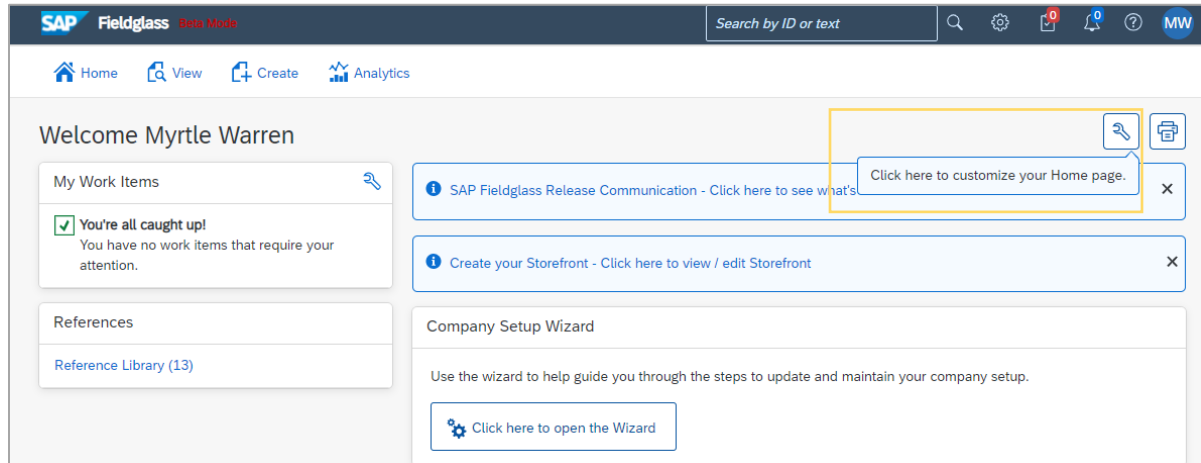 SAP Fieldglass Beta Mode Search by ID or text 0 0 MW
Home View Create Analytics
Welcome Myrtle Warren
Click here to customize your Home page.
My Work Items
You're all caught up!
You have no work items that require your
attention.
References
Reference Library (13)
SAP Fieldglass Release Communication - Click here to see what's
Create your Storefront - Click here to view / edit Storefront
Company Setup Wizard
Use the wizard to help guide you through the steps to update and maintain your company setup.
Click here to open the Wizard